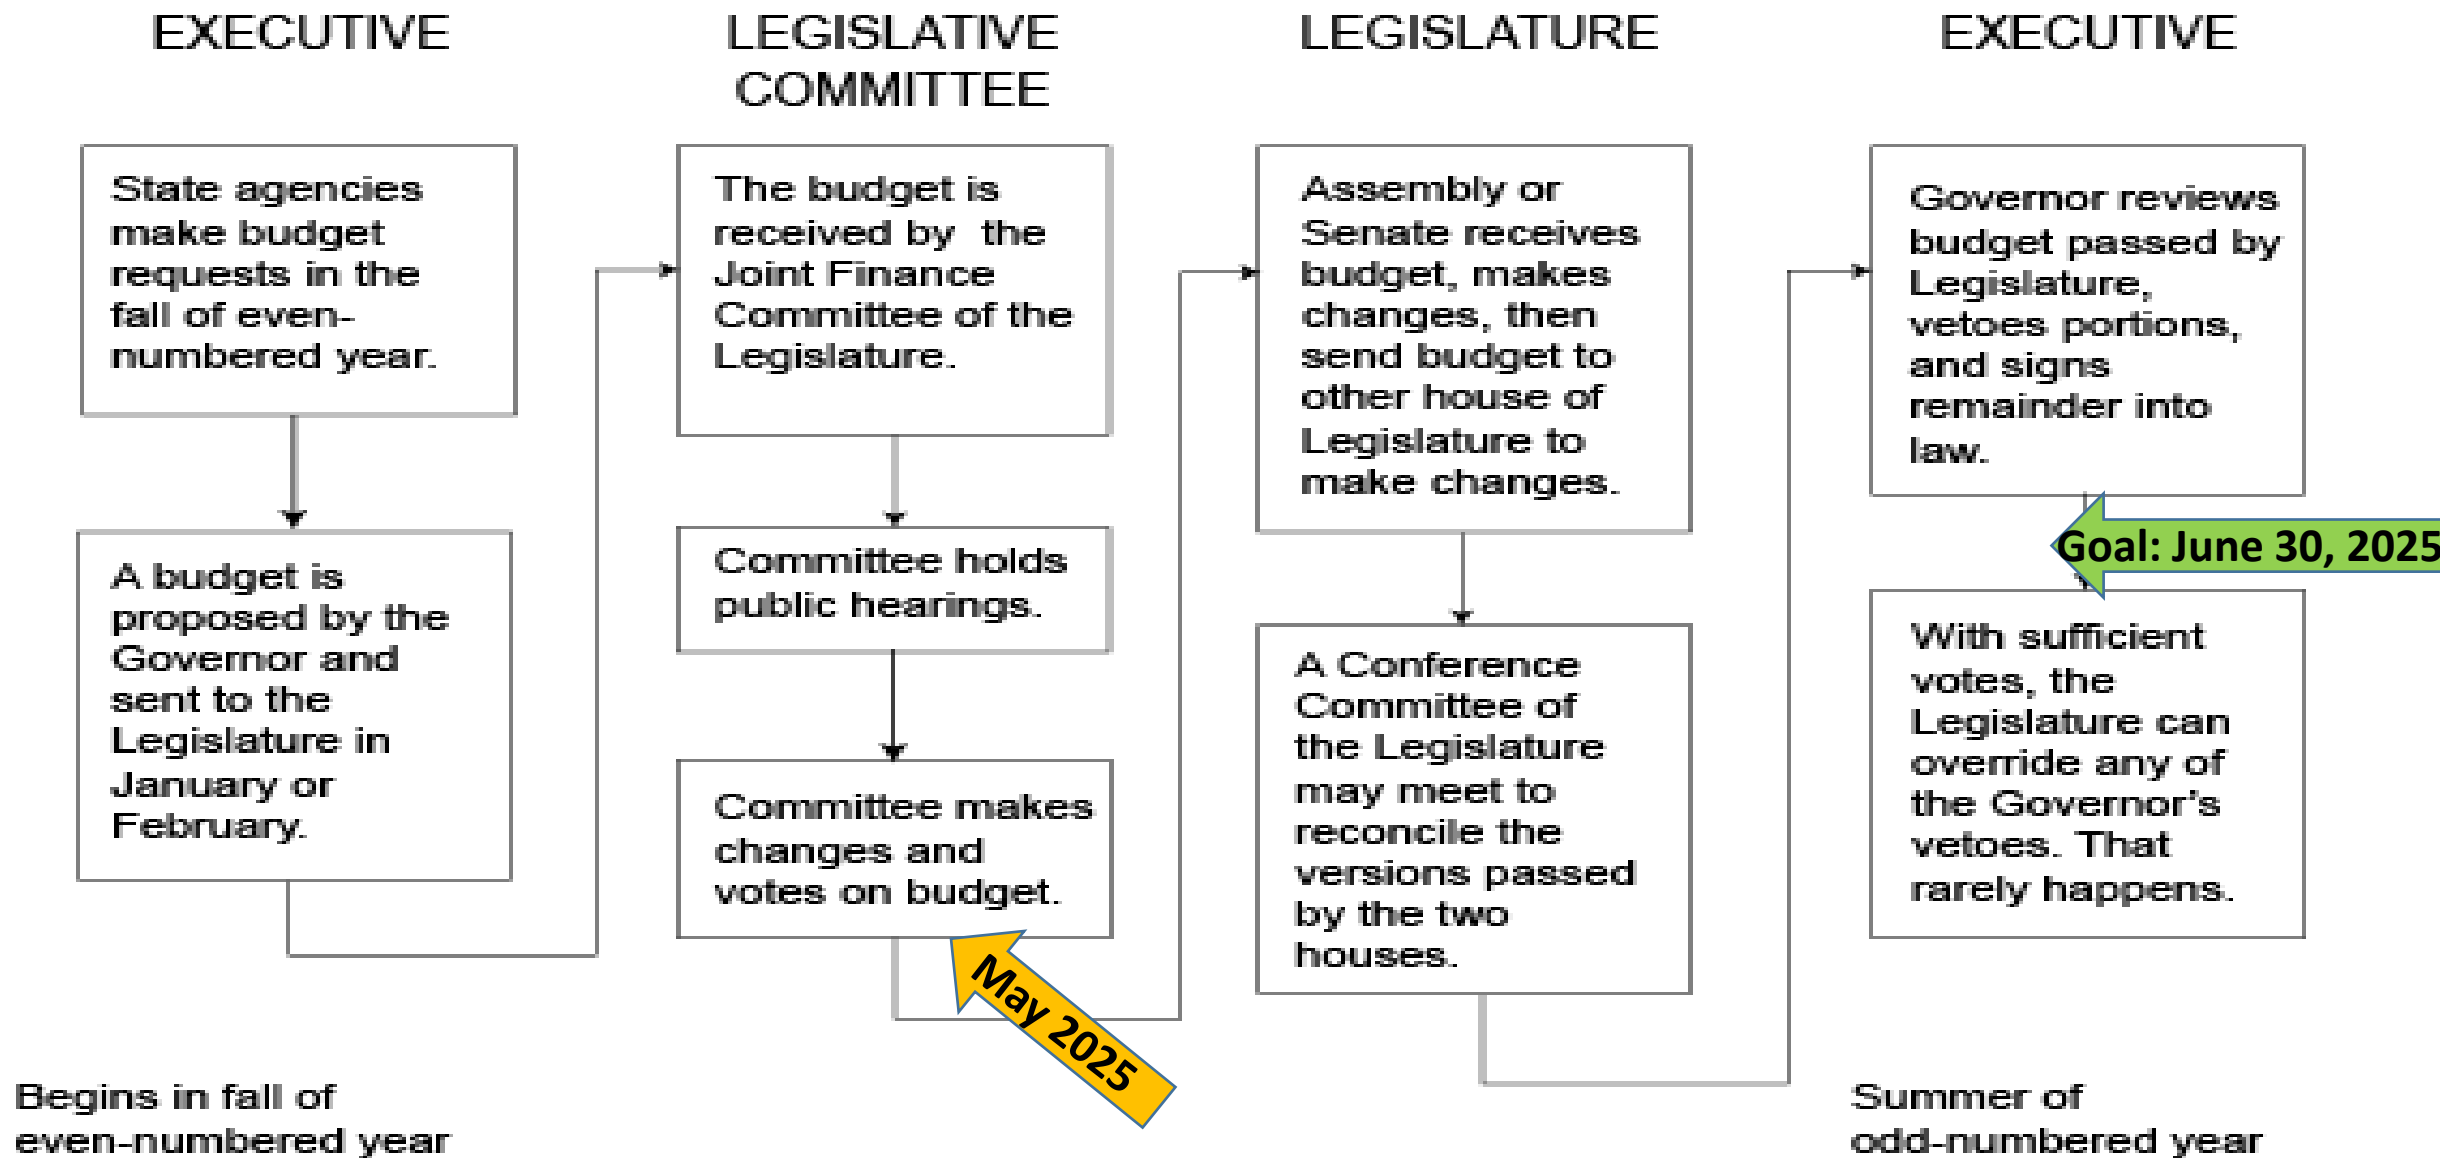 EXECUTIVE
State agencies
make budget
requests in the
fall of even-
numbered year.
A budget is
proposed by the
Governor and
sent to the
Legislature in
January or
February.
Begins in fall of
even-numbered year
LEGISLATIVE
COMMITTEE
The budget is
received by the
Joint Finance
Committee of the
Legislature.
Committee holds
public hearings.
Committee makes
changes and
votes on budget.
May 2025
LEGISLATURE
Assembly or
Senate receives
budget, makes
changes, then
send budget to
other house of
Legislature to
make changes.
A Conference
Committee of
the Legislature
may meet to
reconcile the
versions passed
by the two
houses.
EXECUTIVE
Governor reviews
budget passed by
Legislature,
vetoes portions,
and signs
remainder into
law.
Goal: June 30, 2025
With sufficient
votes, the
Legislature can
override any of
the Governor's
vetoes. That
rarely happens.
Summer of
odd-numbered year